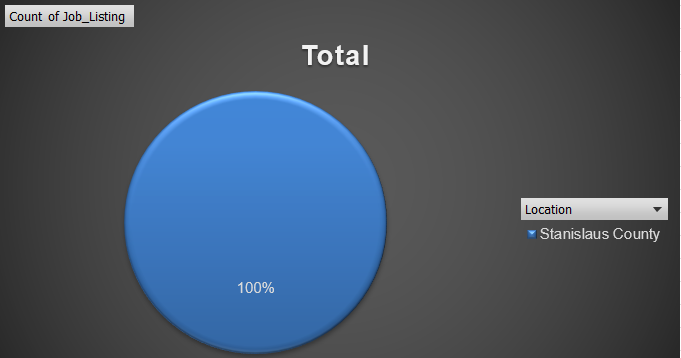 Count of Job_Listing
Total
100%
Location
Stanislaus County